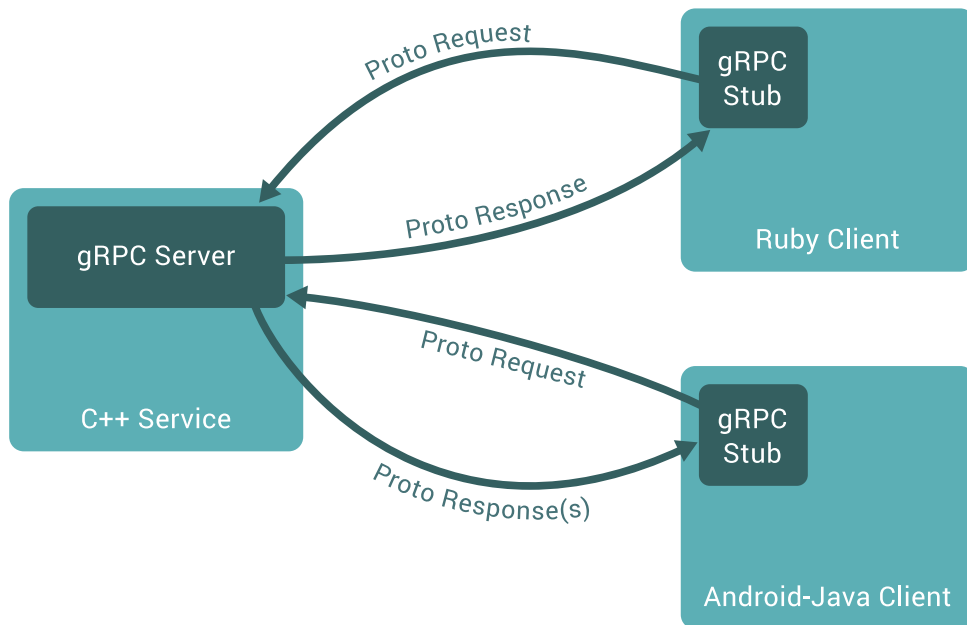 Proto Request
gRPC
Stub
Ruby Client
Proto Response
gRPC Server
C++ Service
Proto Request
gRPC
Stub
Proto Response(s)
Android-Java Client